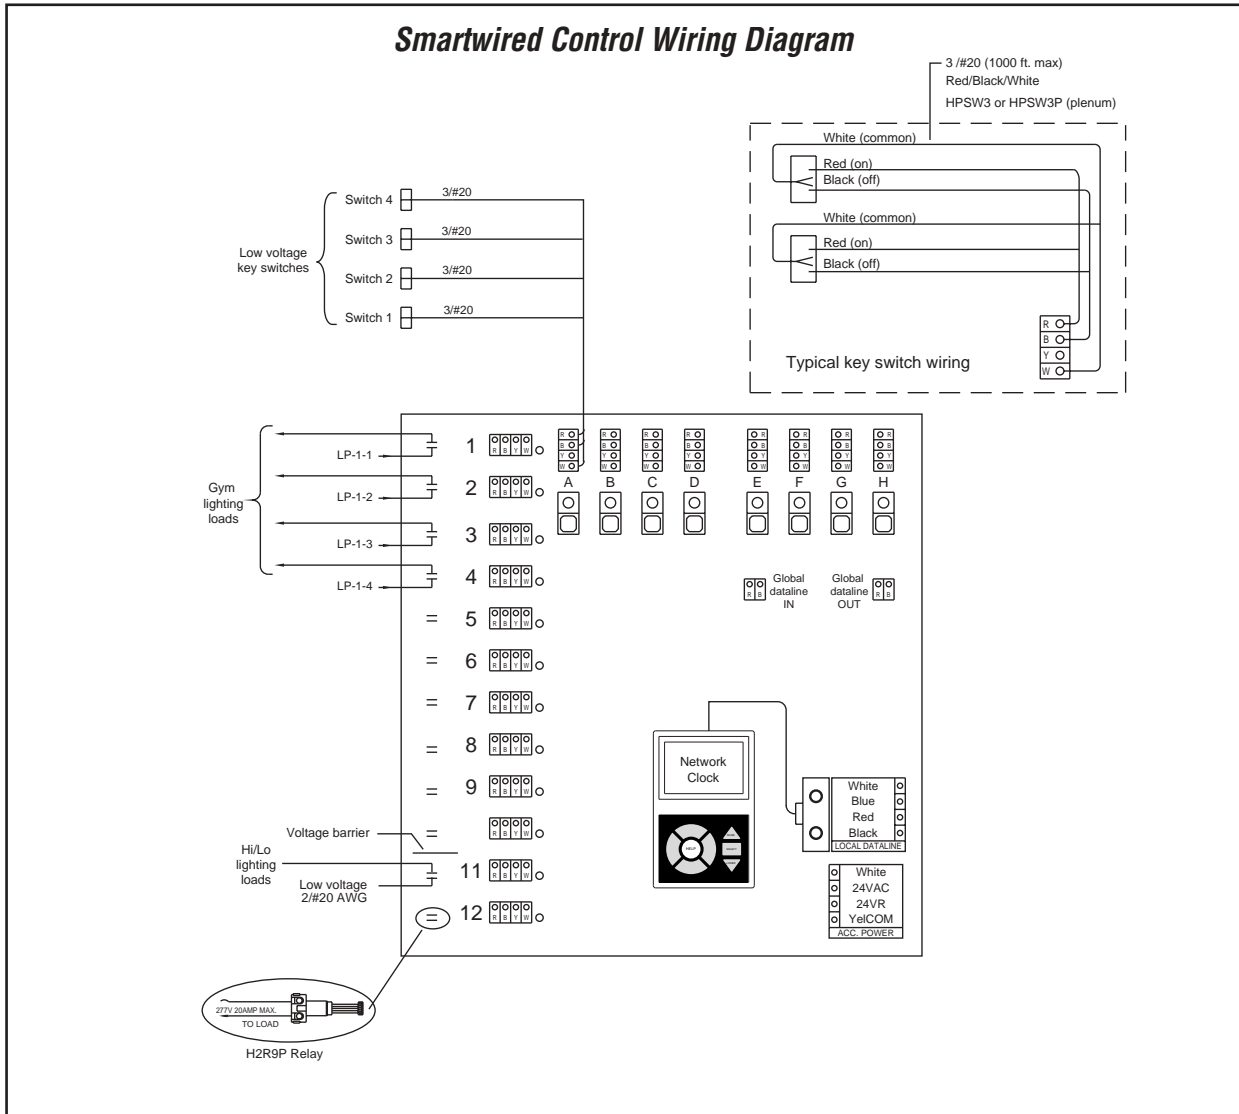 Smartwired Control Wiring Diagram
3 /#20 (1000 ft. max)
Red/Black/White
HPSW3 or HPSW3P (plenum)
White (common)
Red (on)
Black (off)
White (common)
Red (on)
Black (off)
R
B
Y
W
Typical key switch wiring
Low voltage
key switches
Switch 4
3/#20
Switch 3
3/#20
Switch 2
3/#20
Switch 1
3/#20
Gym
lighting
loads
LP-1-1
LP-1-2
LP-1-3
LP-1-4
1 R B Y W
2 R B Y W
3 R B Y W
4 R B Y W
5 R B Y W
6 R B Y W
7 R B Y W
8 R B Y W
9 R B Y W
R B Y W
11 R B Y W
12 R B Y W
R R R R R R R R
B B B B B B B B
Y Y Y Y Y Y Y Y
W W W W W W W W
A B C D E F G H
R B
Global
dataline
IN
Global
dataline
OUT
R B
Network
Clock
HELP
White
Blue
Red
Black
LOCAL DATALINE
White
24VAC
24VR
YelCOM
ACC. POWER
Voltage barrier
Hi/Lo
lighting
loads
Low voltage
2/#20 AWG
277V 20AMP MAX.
TO LOAD
H2R9P Relay